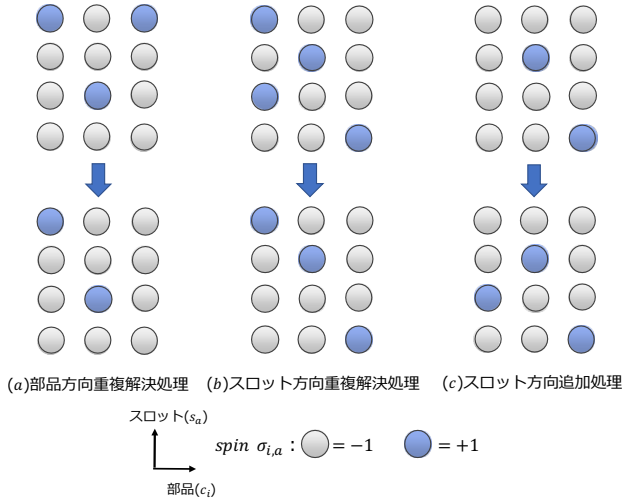 (a)部品方向重複解決処理 (b)スロット方向重複解決処理 (c)スロット方向追加処理
スロット(s_a)
spin σ_{i,a} : = −1 = +1
部品(c_i)